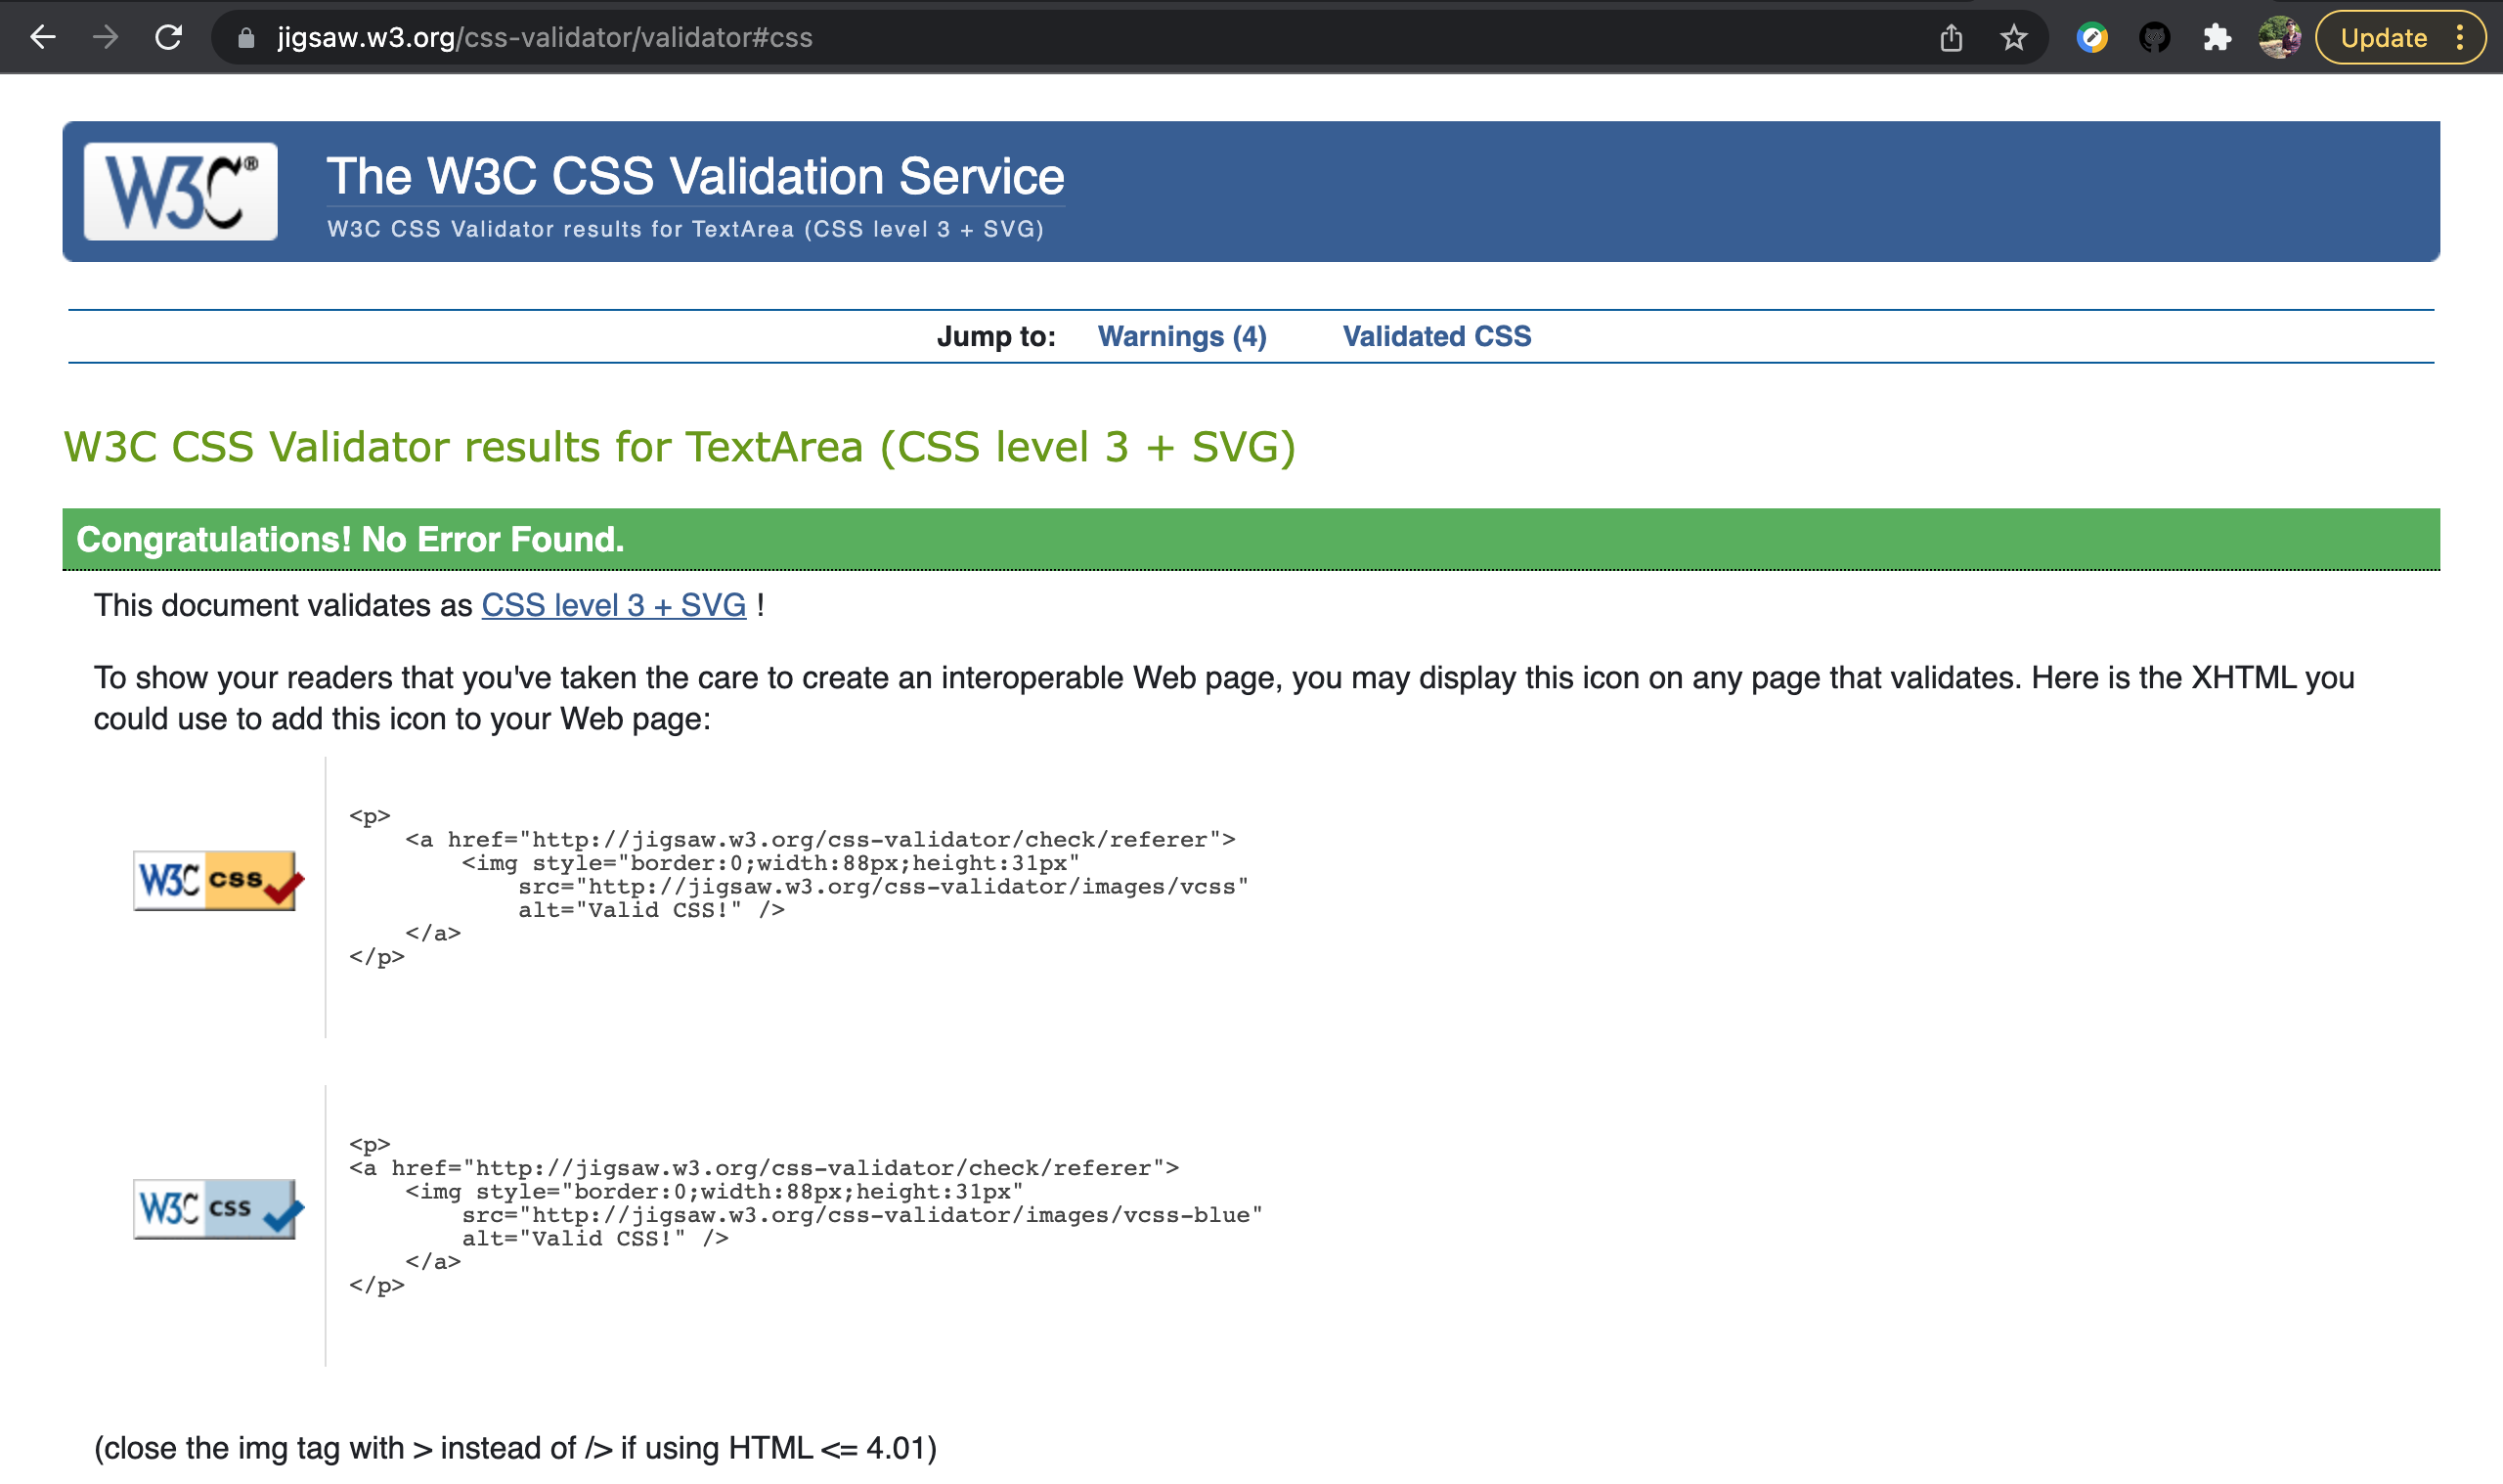 jigsaw.w3.org/css-validator/validator#css
Update
W3C®
The W3C CSS Validation Service
W3C CSS Validator results for TextArea (CSS level 3 + SVG)
Jump to: Warnings (4) Validated CSS
W3C CSS Validator results for TextArea (CSS level 3 + SVG)
Congratulations! No Error Found.
This document validates as CSS level 3 + SVG !
To show your readers that you've taken the care to create an interoperable Web page, you may display this icon on any page that validates. Here is the XHTML you
could use to add this icon to your Web page:
W3C css
<p>
    <a href="http://jigsaw.w3.org/css-validator/check/referer">
        <img style="border:0;width:88px;height:31px"
            src="http://jigsaw.w3.org/css-validator/images/vcss"
            alt="Valid CSS!" />
    </a>
</p>
W3C css
<p>
<a href="http://jigsaw.w3.org/css-validator/check/referer">
    <img style="border:0;width:88px;height:31px"
        src="http://jigsaw.w3.org/css-validator/images/vcss-blue"
        alt="Valid CSS!" />
    </a>
</p>
(close the img tag with > instead of /> if using HTML <= 4.01)